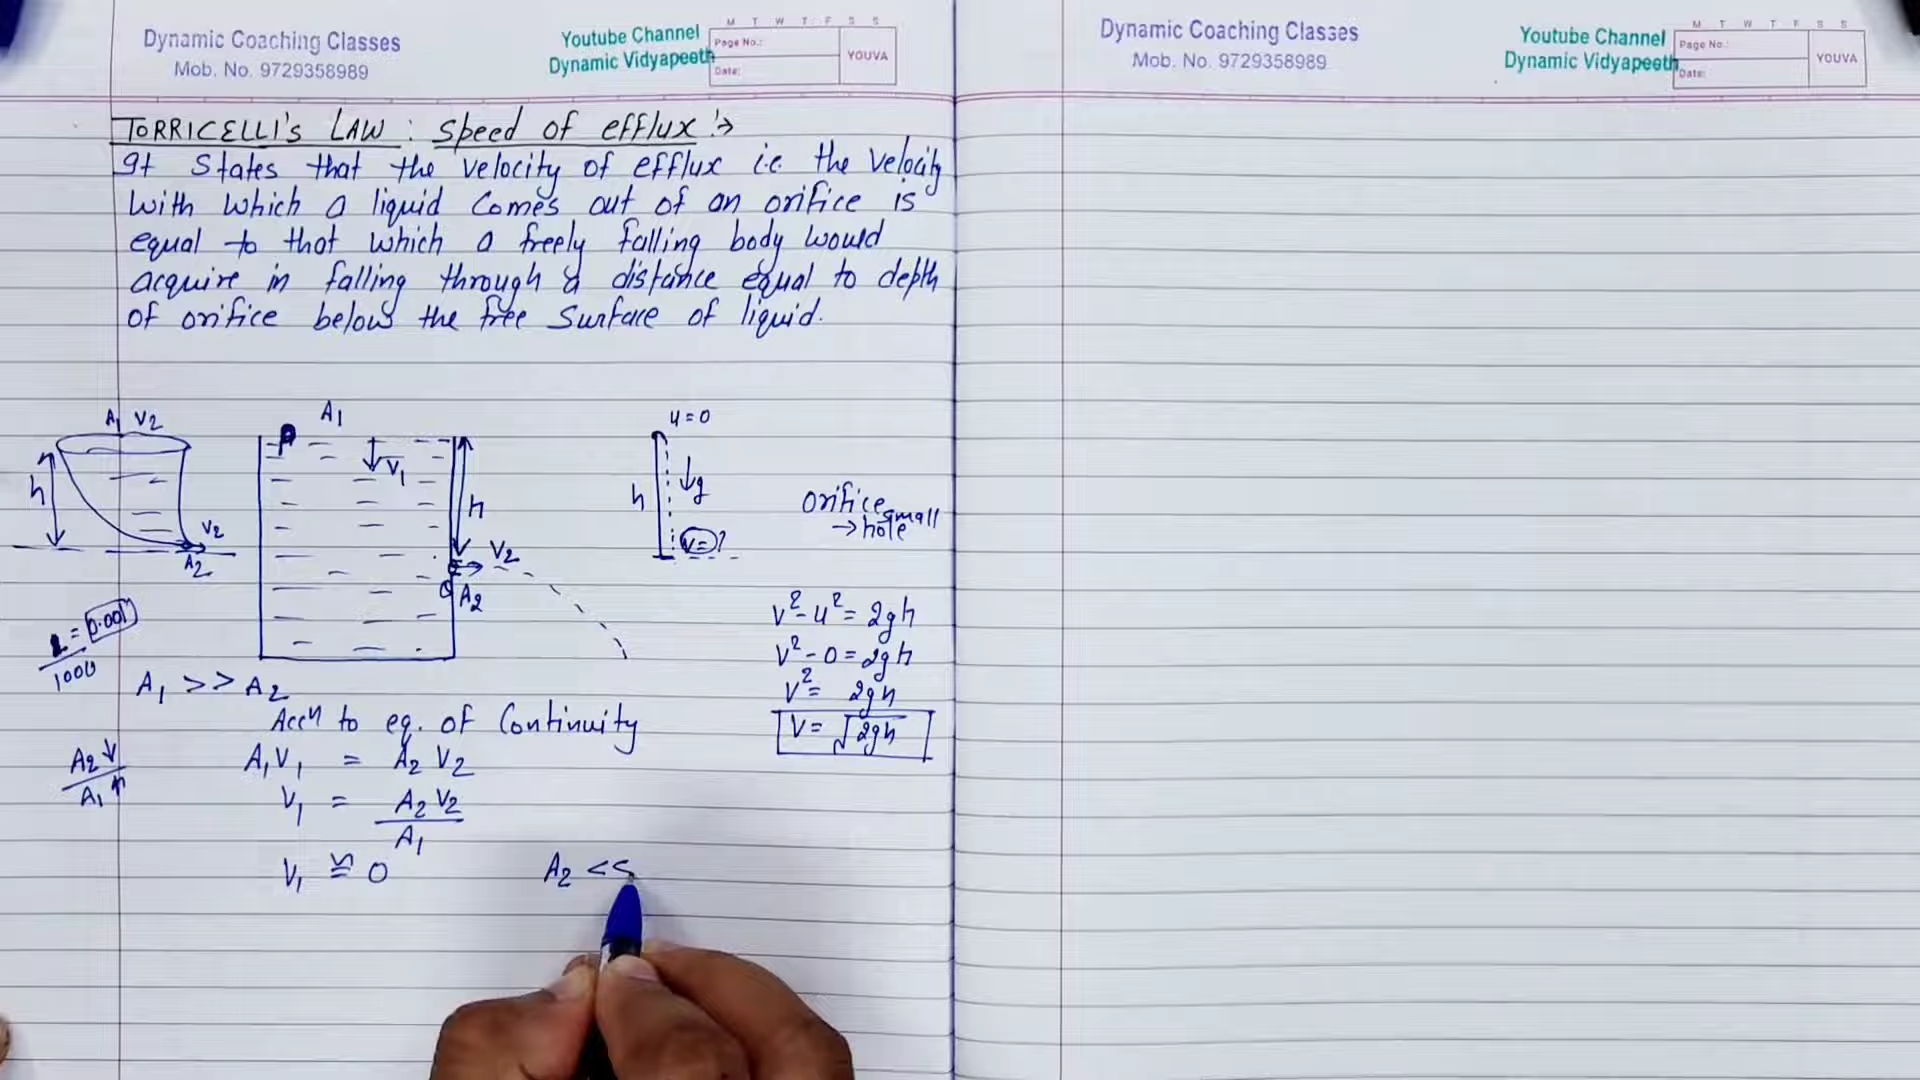 Dynamic Coaching Classes
Mob. No. 9729358989
Youtube Channel
Dynamic Vidyapeeth
M T W T F S S
Page No.:
Date:
YOUVA
Dynamic Coaching Classes
Mob. No. 9729358989
Youtube Channel
Dynamic Vidyapeeth
M T W T F S S
Page No.:
Date:
YOUVA
TORRICELLI's LAW : Speed of efflux :→
It States that the velocity of efflux i.e. the velocity
with which a liquid comes out of an orifice is
equal to that which a freely falling body would
acquire in falling through a distance equal to depth
of orifice below the free surface of liquid.
A1 V2
h
V2
A2
A1
P
V1
h
V2
A2
u = 0
h
↓g
v = ?
Orifice
→ small hole
V² - u² = 2gh
V² - 0 = 2gh
V² = 2gh
V = √2gh
1/1000 = 0.001
A1 >> A2
Accn to eq. of Continuity
A2↓/A1↑
A1V1 = A2 V2
V1 = A2 V2/A1
V1 ≅ 0
A2 <<